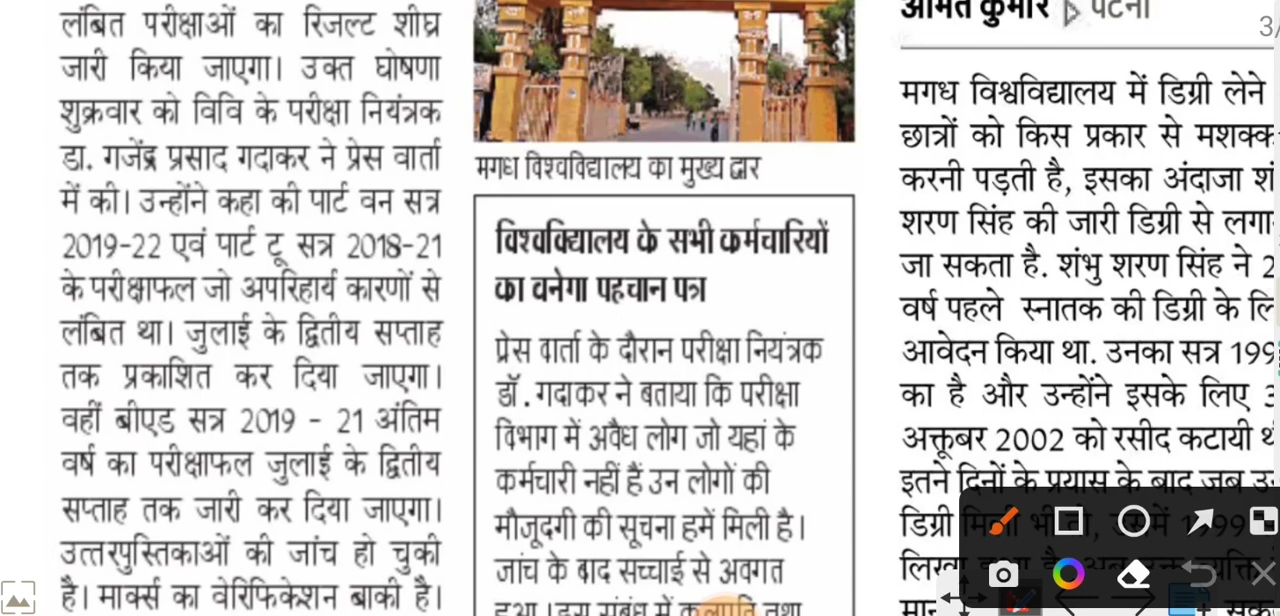 लंबित परीक्षाओं का रिजल्ट शीघ्र
जारी किया जाएगा। उक्त घोषणा
शुक्रवार को विवि के परीक्षा नियंत्रक
डा. गजेंद्र प्रसाद गदाकर ने प्रेस वार्ता
में की। उन्होंने कहा की पार्ट वन सत्र
2019-22 एवं पार्ट टू सत्र 2018-21
के परीक्षाफल जो अपरिहार्य कारणों से
लंबित था। जुलाई के द्वितीय सप्ताह
तक प्रकाशित कर दिया जाएगा।
वहीं बीएड सत्र 2019 - 21 अंतिम
वर्ष का परीक्षाफल जुलाई के द्वितीय
सप्ताह तक जारी कर दिया जाएगा।
उत्तरपुस्तिकाओं की जांच हो चुकी
है। मार्क्स का वेरिफिकेशन बाकी है।
मगध विश्वविद्यालय का मुख्य द्वार
विश्वविद्यालय के सभी कर्मचारियों
का बनेगा पहचान पत्र
प्रेस वार्ता के दौरान परीक्षा नियंत्रक
डॉ. गदाकर ने बताया कि परीक्षा
विभाग में अवैध लोग जो यहां के
कर्मचारी नहीं हैं उन लोगों की
मौजूदगी की सूचना हमें मिली है।
जांच के बाद सच्चाई से अवगत
अमित कुमार ▷ पटना
3/
मगध विश्वविद्यालय में डिग्री लेने
छात्रों को किस प्रकार से
करनी पड़ती है, इसका अंदाजा
शरण सिंह की जारी डिग्री से
जा सकता है. शंभु शरण सिंह ने
वर्ष पहले स्नातक की डिग्री के
आवेदन किया था. उनका सत्र
का है और उन्होंने इसके लिए
अक्तूबर 2002 को रसीद कटायी
इतने दिनों के प्रयास के बाद जब
डिग्री